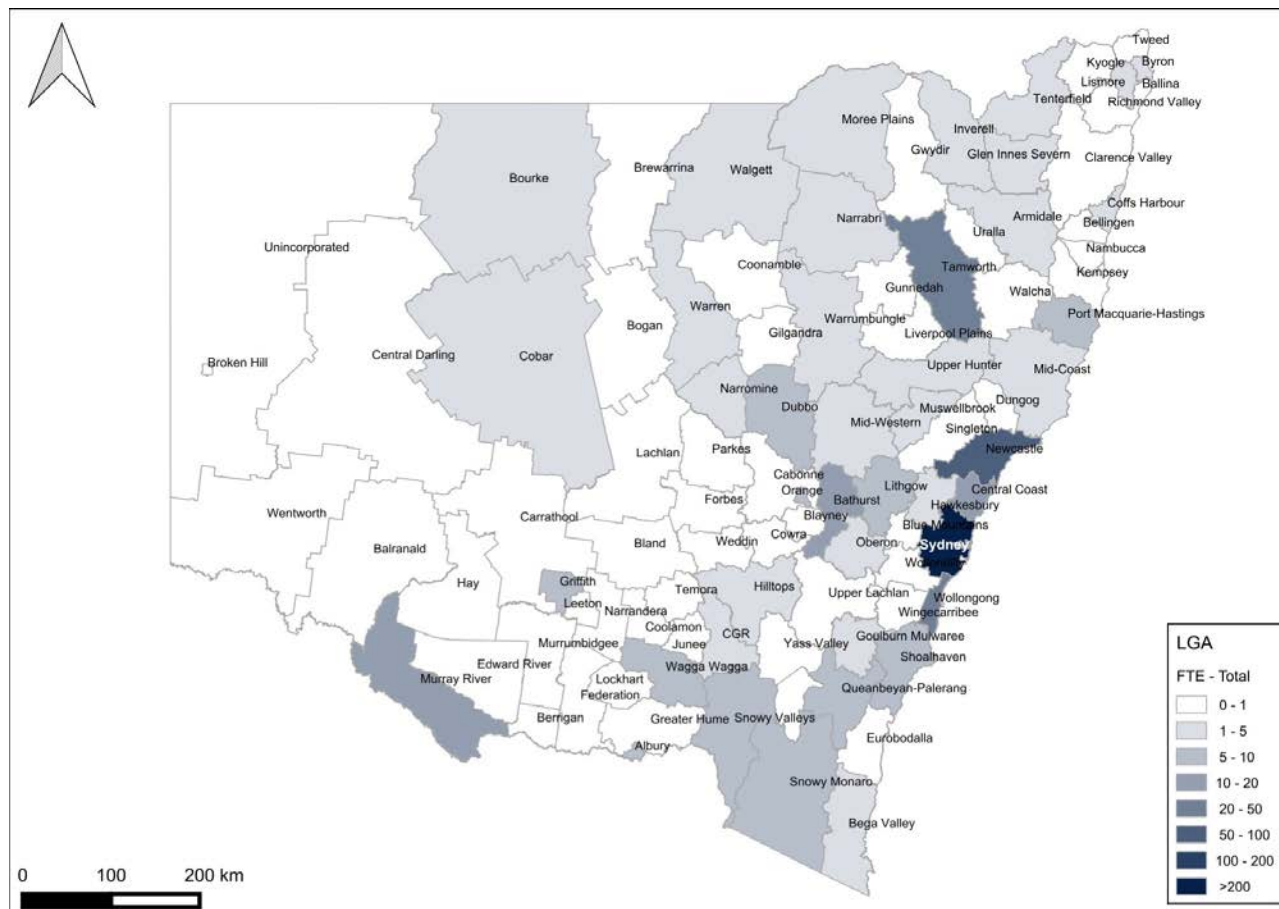 Tweed
Kyogle
Byron
Lismore
Ballina
Tenterfield
Richmond Valley
Moree Plains
Inverell
Gwydir
Glen Innes Severn
Clarence Valley
Brewarrina
Walgett
Bourke
Coffs Harbour
Narrabri
Armidale
Bellingen
Uralla
Unincorporated
Nambucca
Coonamble
Tamworth
Kempsey
Gunnedah
Walcha
Warren
Port Macquarie-Hastings
Bogan
Warrumbungle
Gilgandra
Liverpool Plains
Central Darling
Cobar
Broken Hill
Upper Hunter
Mid-Coast
Narromine
Dubbo
Muswellbrook
Dungog
Mid-Western
Singleton
Newcastle
Lachlan
Parkes
Cabonne
Lithgow
Orange
Bathurst
Central Coast
Forbes
Hawkesbury
Wentworth
Carrathool
Blayney
Blue Mountains
Cowra
Balranald
Bland
Weddin
Oberon
Sydney
Hay
Griffith
Temora
Hilltops
Upper Lachlan
Wollongong
Leeton
Narrandera
Wingecarribee
Coolamon
CGR
Murrumbidgee
Junee
Yass Valley
Goulburn Mulwaree
Shoalhaven
Edward River
Wagga Wagga
Murray River
Lockhart
Queanbeyan-Palerang
Federation
Berrigan
Greater Hume
Snowy Valleys
Albury
Eurobodalla
Snowy Monaro
Bega Valley
LGA
FTE - Total
0 - 1
1 - 5
5 - 10
10 - 20
20 - 50
50 - 100
100 - 200
>200
0 100 200 km